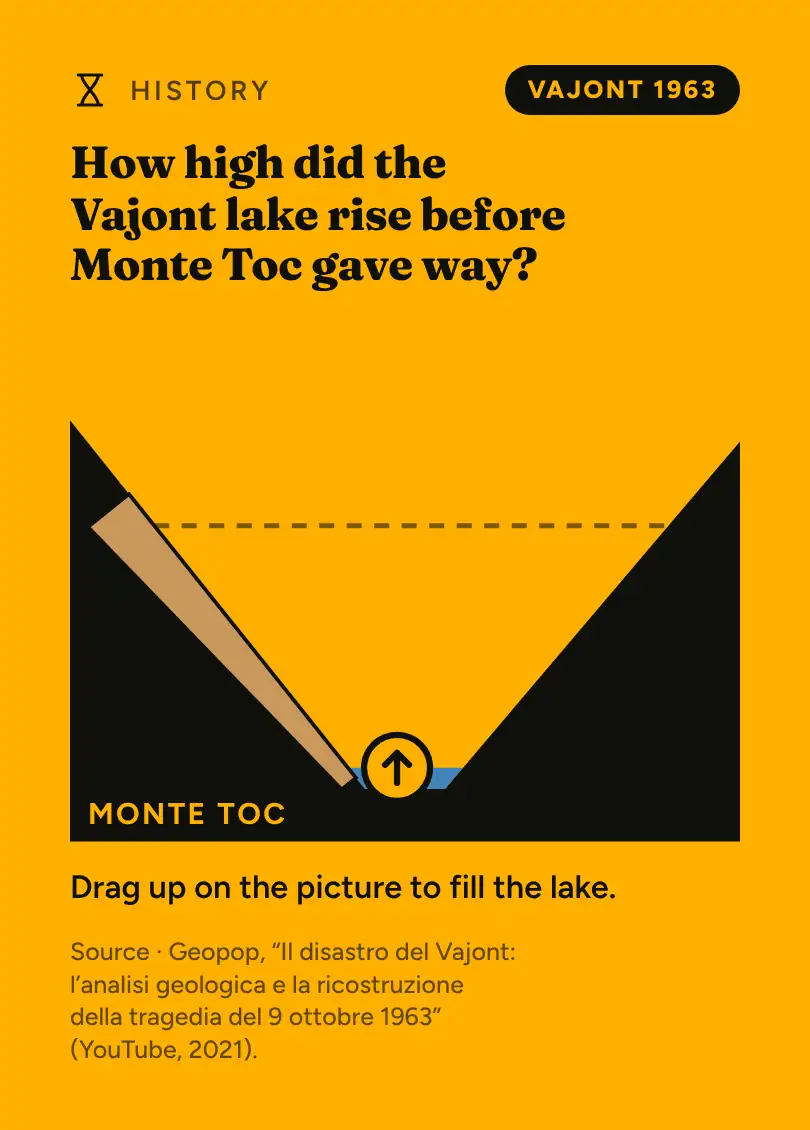 HISTORY
VAJONT 1963
How high did the
Vajont lake rise before
Monte Toc gave way?
MONTE TOC
Drag up on the picture to fill the lake.
Source · Geopop, “Il disastro del Vajont:
l’analisi geologica e la ricostruzione
della tragedia del 9 ottobre 1963”
(YouTube, 2021).